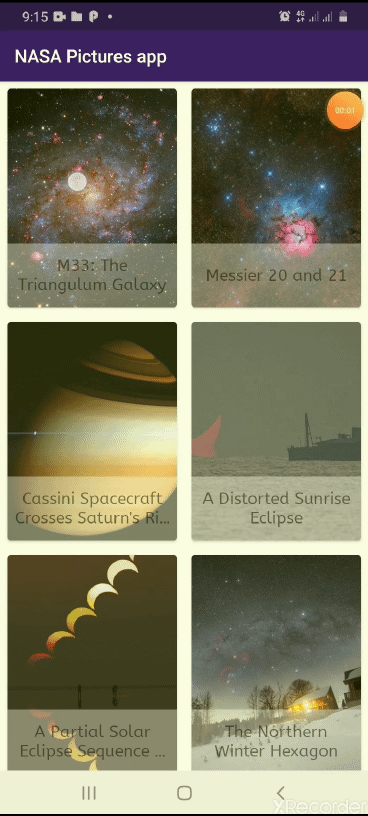 9:15
4G
NASA Pictures app
00:01
M33: The
Triangulum Galaxy
Messier 20 and 21
Cassini Spacecraft
Crosses Saturn's Ri...
A Distorted Sunrise
Eclipse
A Partial Solar
Eclipse Sequence ...
The Northern
Winter Hexagon
XRecorder